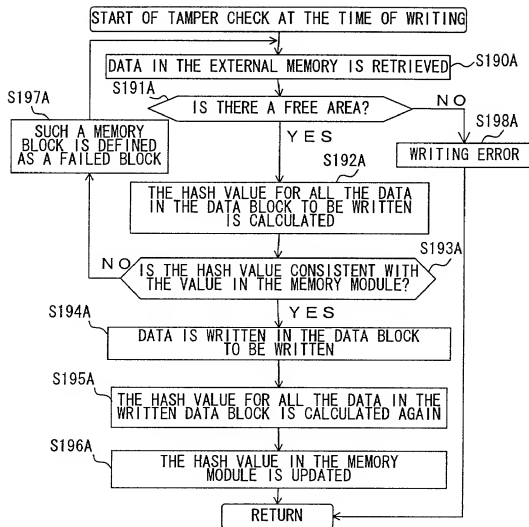 START OF TAMPER CHECK AT THE TIME OF WRITING
DATA IN THE EXTERNAL MEMORY IS RETRIEVED
S190A
S191A
IS THERE A FREE AREA?
NO
S197A
SUCH A MEMORY
BLOCK IS DEFINED
AS A FAILED BLOCK
YES
S198A
WRITING ERROR
S192A
THE HASH VALUE FOR ALL THE DATA
IN THE DATA BLOCK TO BE WRITTEN
IS CALCULATED
NO
S193A
IS THE HASH VALUE CONSISTENT WITH
THE VALUE IN THE MEMORY MODULE?
YES
S194A
DATA IS WRITTEN IN THE DATA BLOCK
TO BE WRITTEN
S195A
THE HASH VALUE FOR ALL THE DATA IN THE
WRITTEN DATA BLOCK IS CALCULATED AGAIN
S196A
THE HASH VALUE IN THE MEMORY
MODULE IS UPDATED
RETURN